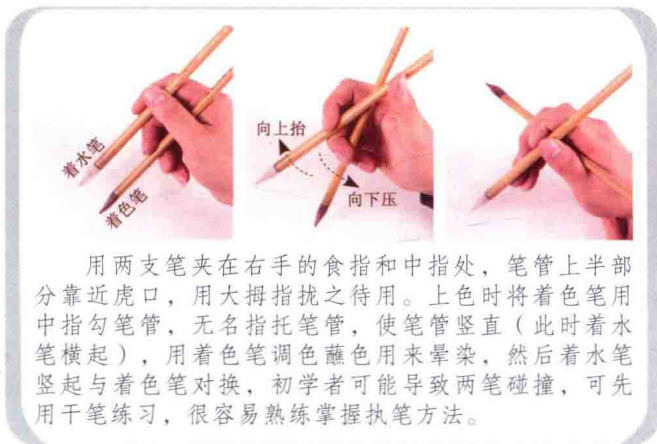 着水笔
着色笔
向上抬
向下压
用两支笔夹在右手的食指和中指处，笔管上半部
分靠近虎口，用大拇指拢之待用。上色时将着色笔用
中指勾笔管，无名指托笔管，使笔管竖直（此时着水
笔横起），用着色笔调色蘸色用来晕染，然后着水笔
竖起与着色笔对换，初学者可能导致两笔碰撞，可先
用干笔练习，很容易熟练掌握执笔方法。